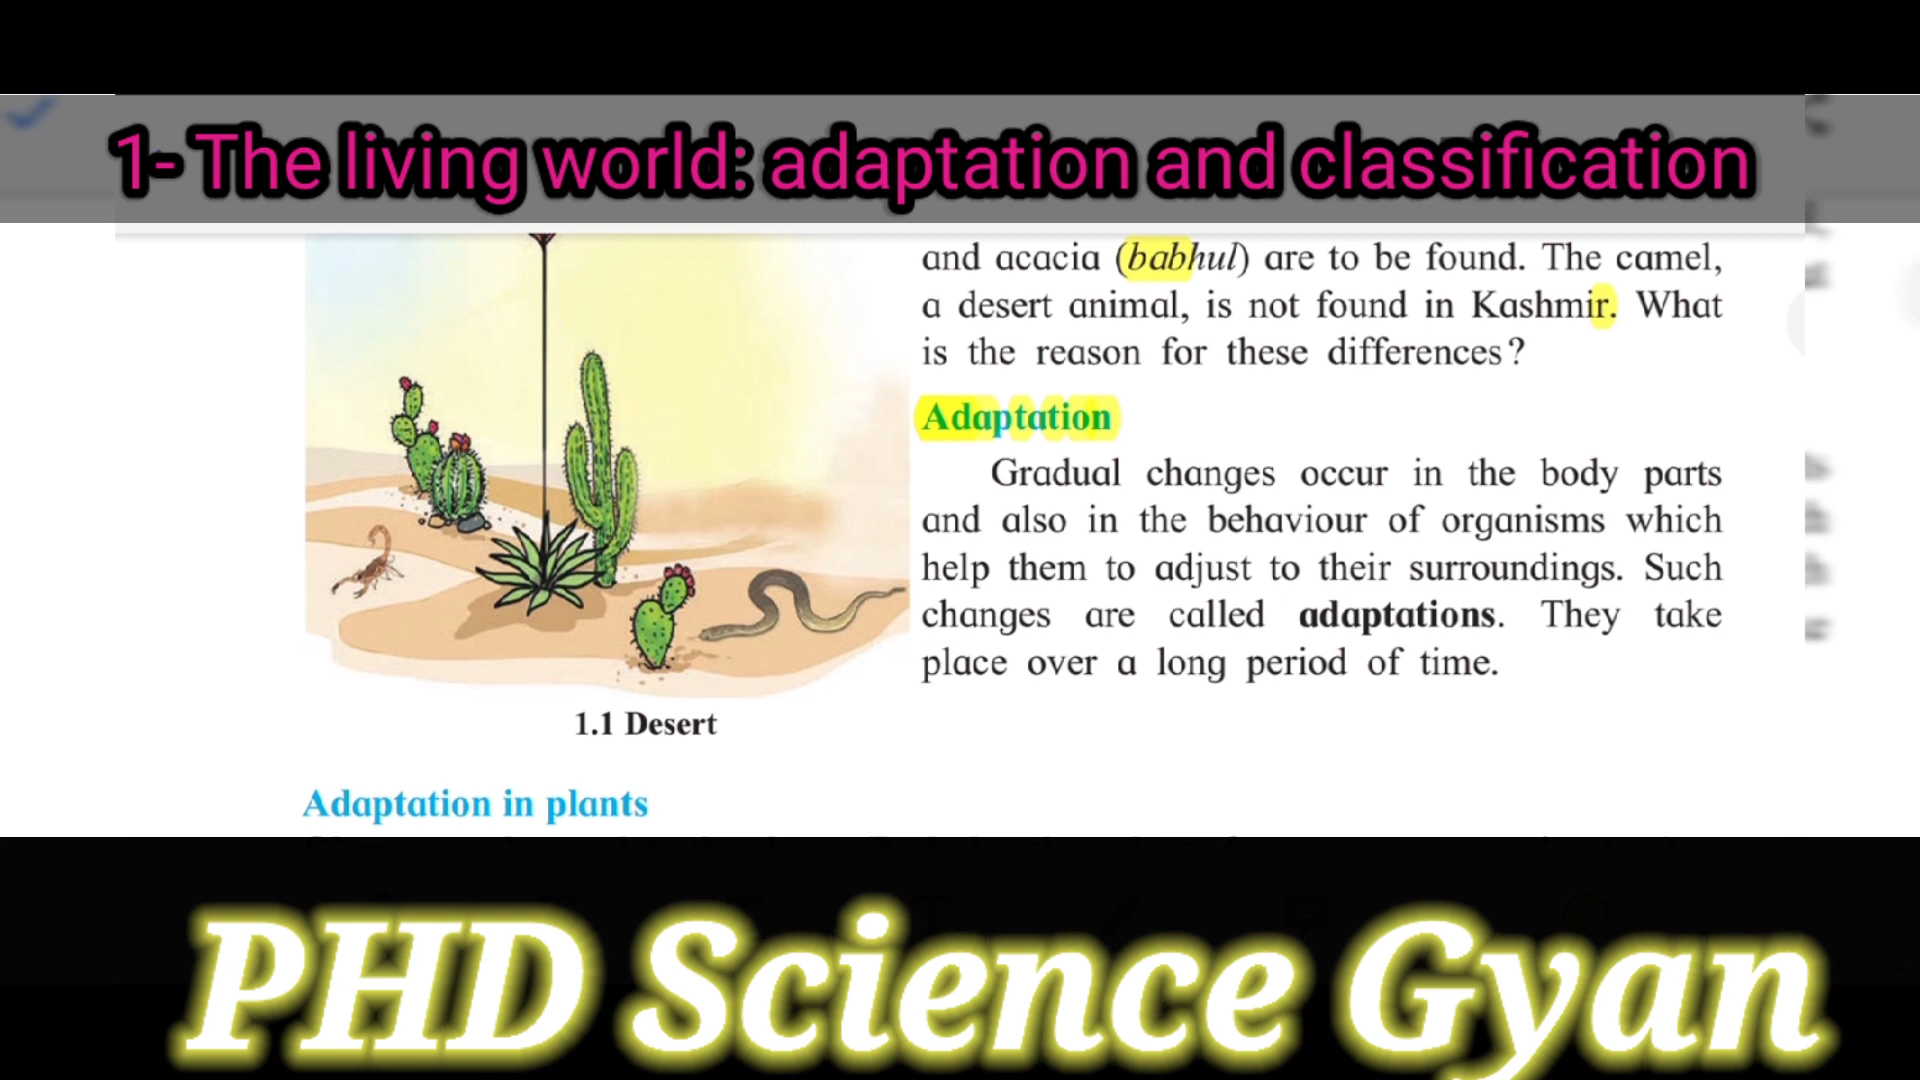 1- The living world: adaptation and classification
and acacia (babhul) are to be found. The camel,
a desert animal, is not found in Kashmir. What
is the reason for these differences?
Adaptation
Gradual changes occur in the body parts
and also in the behaviour of organisms which
help them to adjust to their surroundings. Such
changes are called adaptations. They take
place over a long period of time.
1.1 Desert
Adaptation in plants
PHD Science Gyan